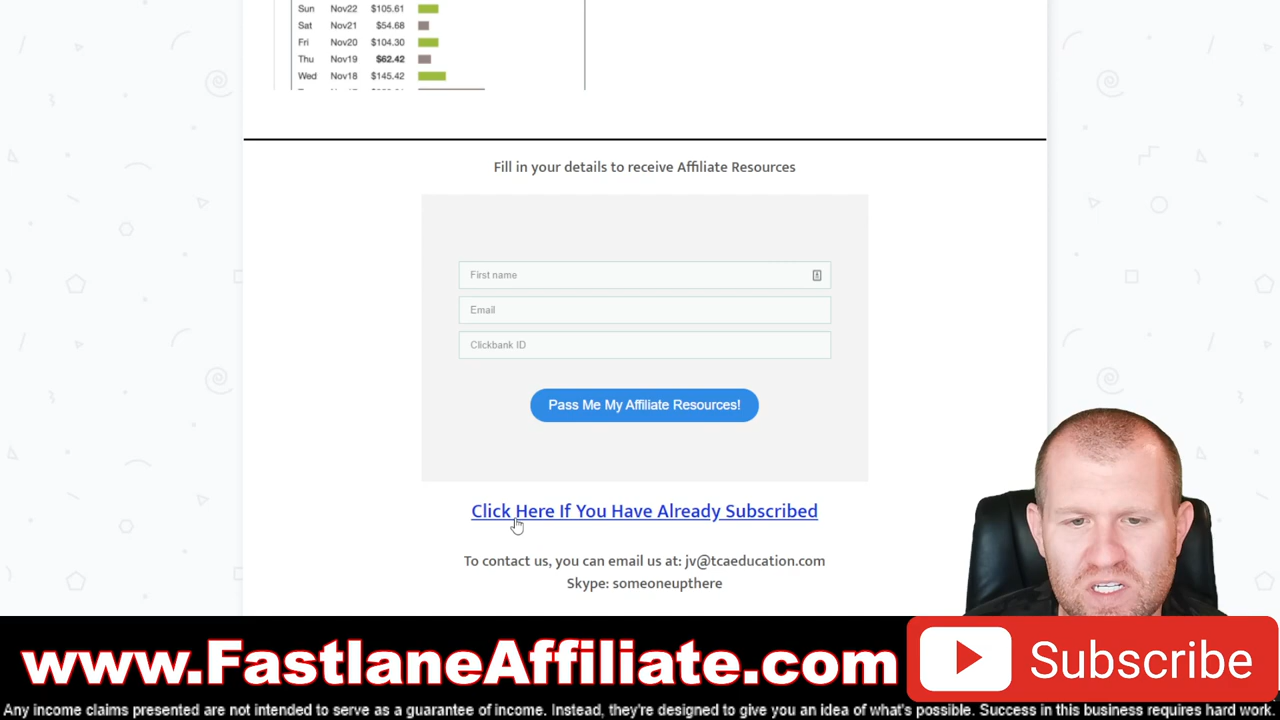 Sun Nov22 $105.61
Sat Nov21 $54.68
Fri Nov20 $104.30
Thu Nov19 $62.42
Wed Nov18 $145.42
Fill in your details to receive Affiliate Resources
First name
Email
Clickbank ID
Pass Me My Affiliate Resources!
Click Here If You Have Already Subscribed
To contact us, you can email us at: jv@tcaeducation.com
Skype: someoneupthere
www.FastlaneAffiliate.com
Subscribe
Any income claims presented are not intended to serve as a guarantee of income. Instead, they're designed to give you an idea of what's possible. Success in this business requires hard work.